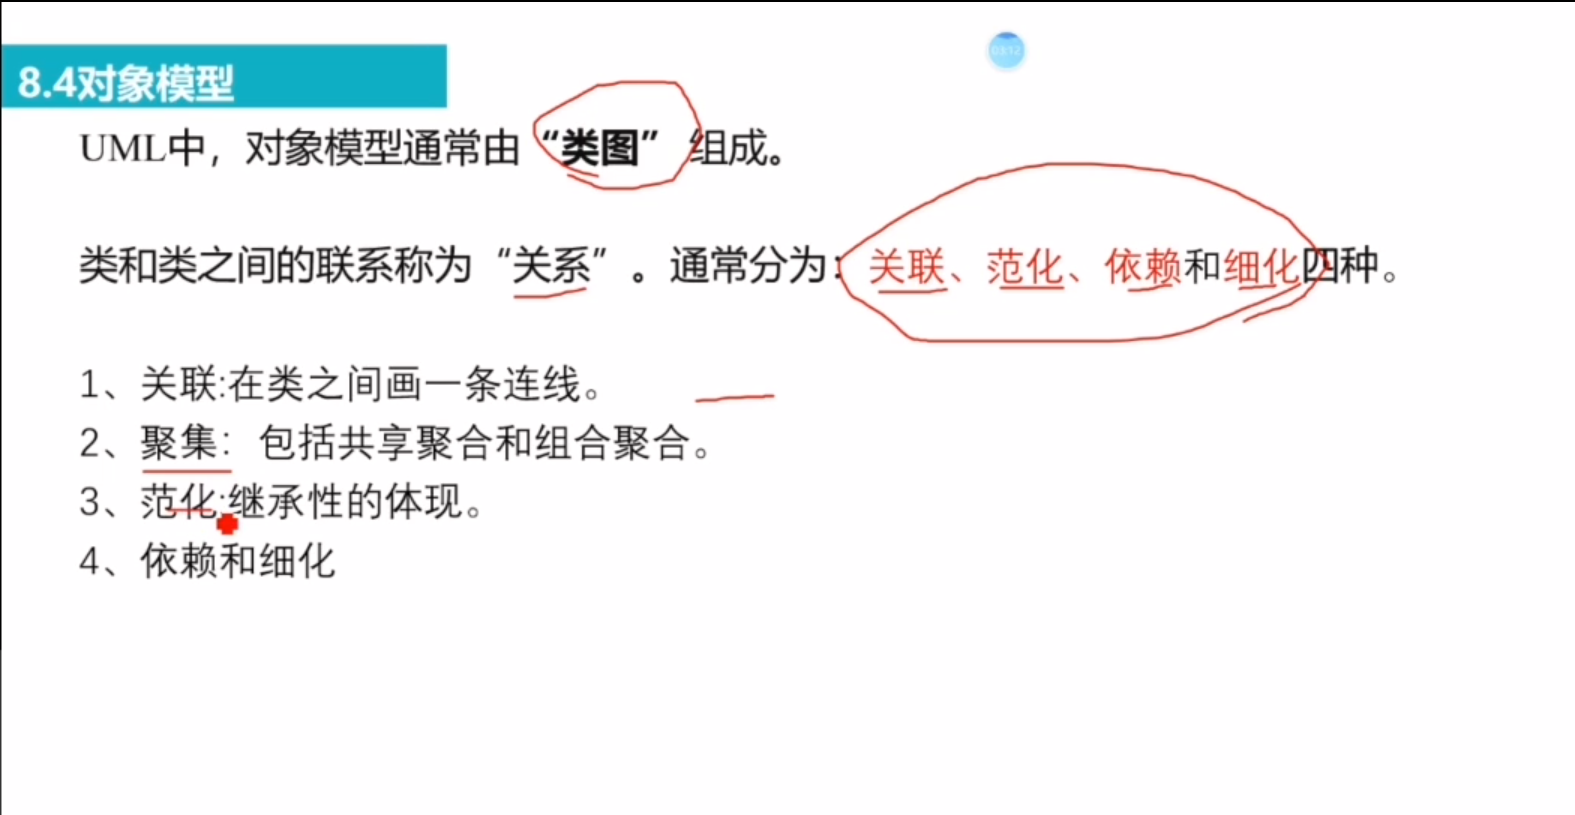 03:12
8.4对象模型
UML中，对象模型通常由“类图”组成。
类和类之间的联系称为“关系”。通常分为：关联、范化、依赖和细化四种。
1、关联:在类之间画一条连线。
2、聚集：包括共享聚合和组合聚合。
3、范化:继承性的体现。
4、依赖和细化